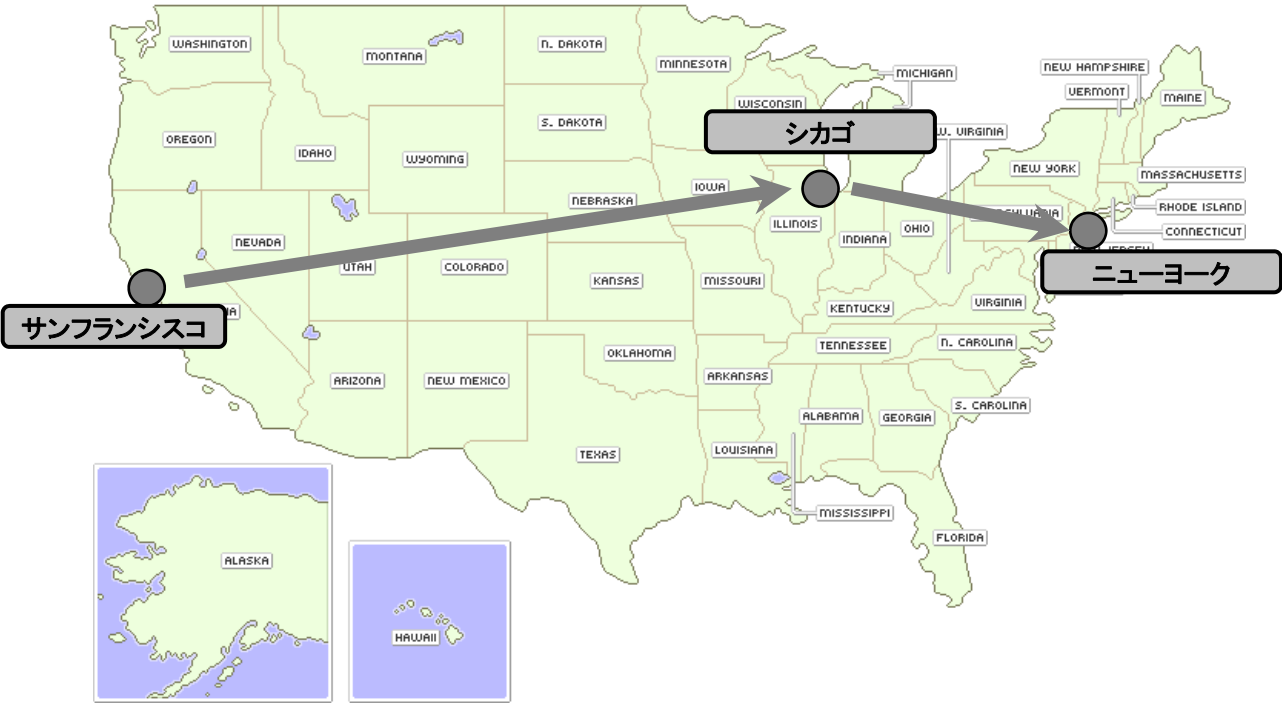 WASHINGTON
MONTANA
N. DAKOTA
MINNESOTA
MICHIGAN
NEW HAMPSHIRE
VERMONT
MAINE
WISCONSIN
OREGON
IDAHO
WYOMING
S. DAKOTA
シカゴ
W. VIRGINIA
NEW YORK
MASSACHUSETTS
IOWA
NEBRASKA
RHODE ISLAND
ILLINOIS
INDIANA
OHIO
CONNECTICUT
NEVADA
UTAH
COLORADO
KANSAS
MISSOURI
ニューヨーク
サンフランシスコ
KENTUCKY
VIRGINIA
TENNESSEE
N. CAROLINA
OKLAHOMA
ARIZONA
NEW MEXICO
ARKANSAS
ALABAMA
GEORGIA
S. CAROLINA
TEXAS
LOUISIANA
MISSISSIPPI
FLORIDA
ALASKA
HAWAII